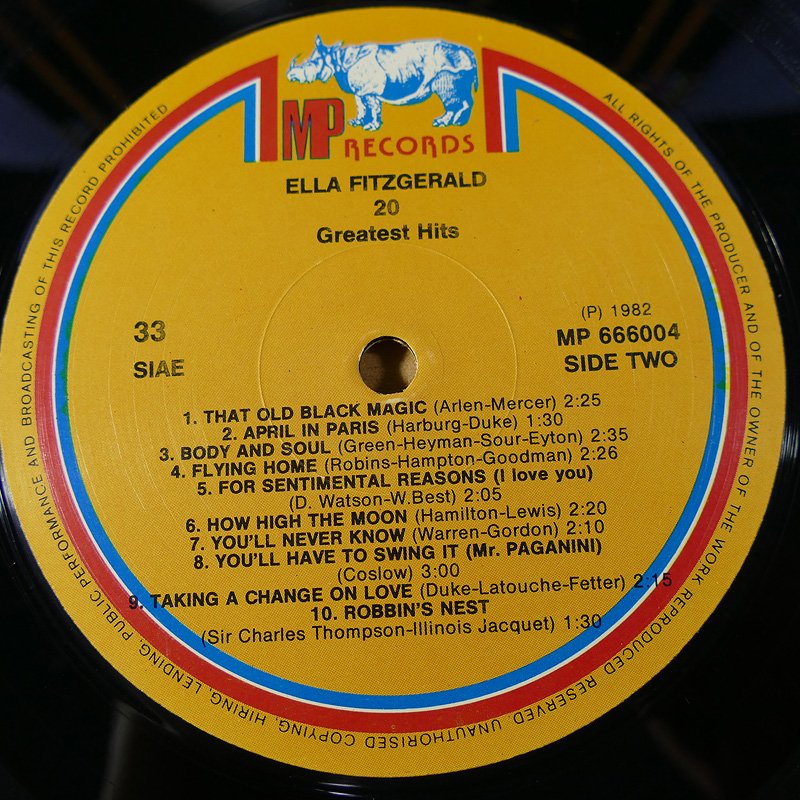 MP RECORDS
ELLA FITZGERALD
20
Greatest Hits
33
SIAE
(P) 1982
MP 666004
SIDE TWO
1. THAT OLD BLACK MAGIC (Arlen-Mercer) 2:25
2. APRIL IN PARIS (Harburg-Duke) 1:30
3. BODY AND SOUL (Green-Heyman-Sour-Eyton) 2:35
4. FLYING HOME (Robins-Hampton-Goodman) 2:26
5. FOR SENTIMENTAL REASONS (I love you)
(D. Watson-W.Best) 2:05
6. HOW HIGH THE MOON (Hamilton-Lewis) 2:20
7. YOU'LL NEVER KNOW (Warren-Gordon) 2:10
8. YOU'LL HAVE TO SWING IT (Mr. PAGANINI)
(Coslow) 3:00
9. TAKING A CHANGE ON LOVE (Duke-Latouche-Fetter) 2:15
10. ROBBIN'S NEST
(Sir Charles Thompson-Illinois Jacquet) 1:30
ALL RIGHTS OF THE PRODUCER AND OF THE OWNER OF THE WORK REPRODUCED RESERVED. UNAUTHORISED COPYING, HIRING, LENDING, PUBLIC PERFORMANCE AND BROADCASTING OF THIS RECORD PROHIBITED